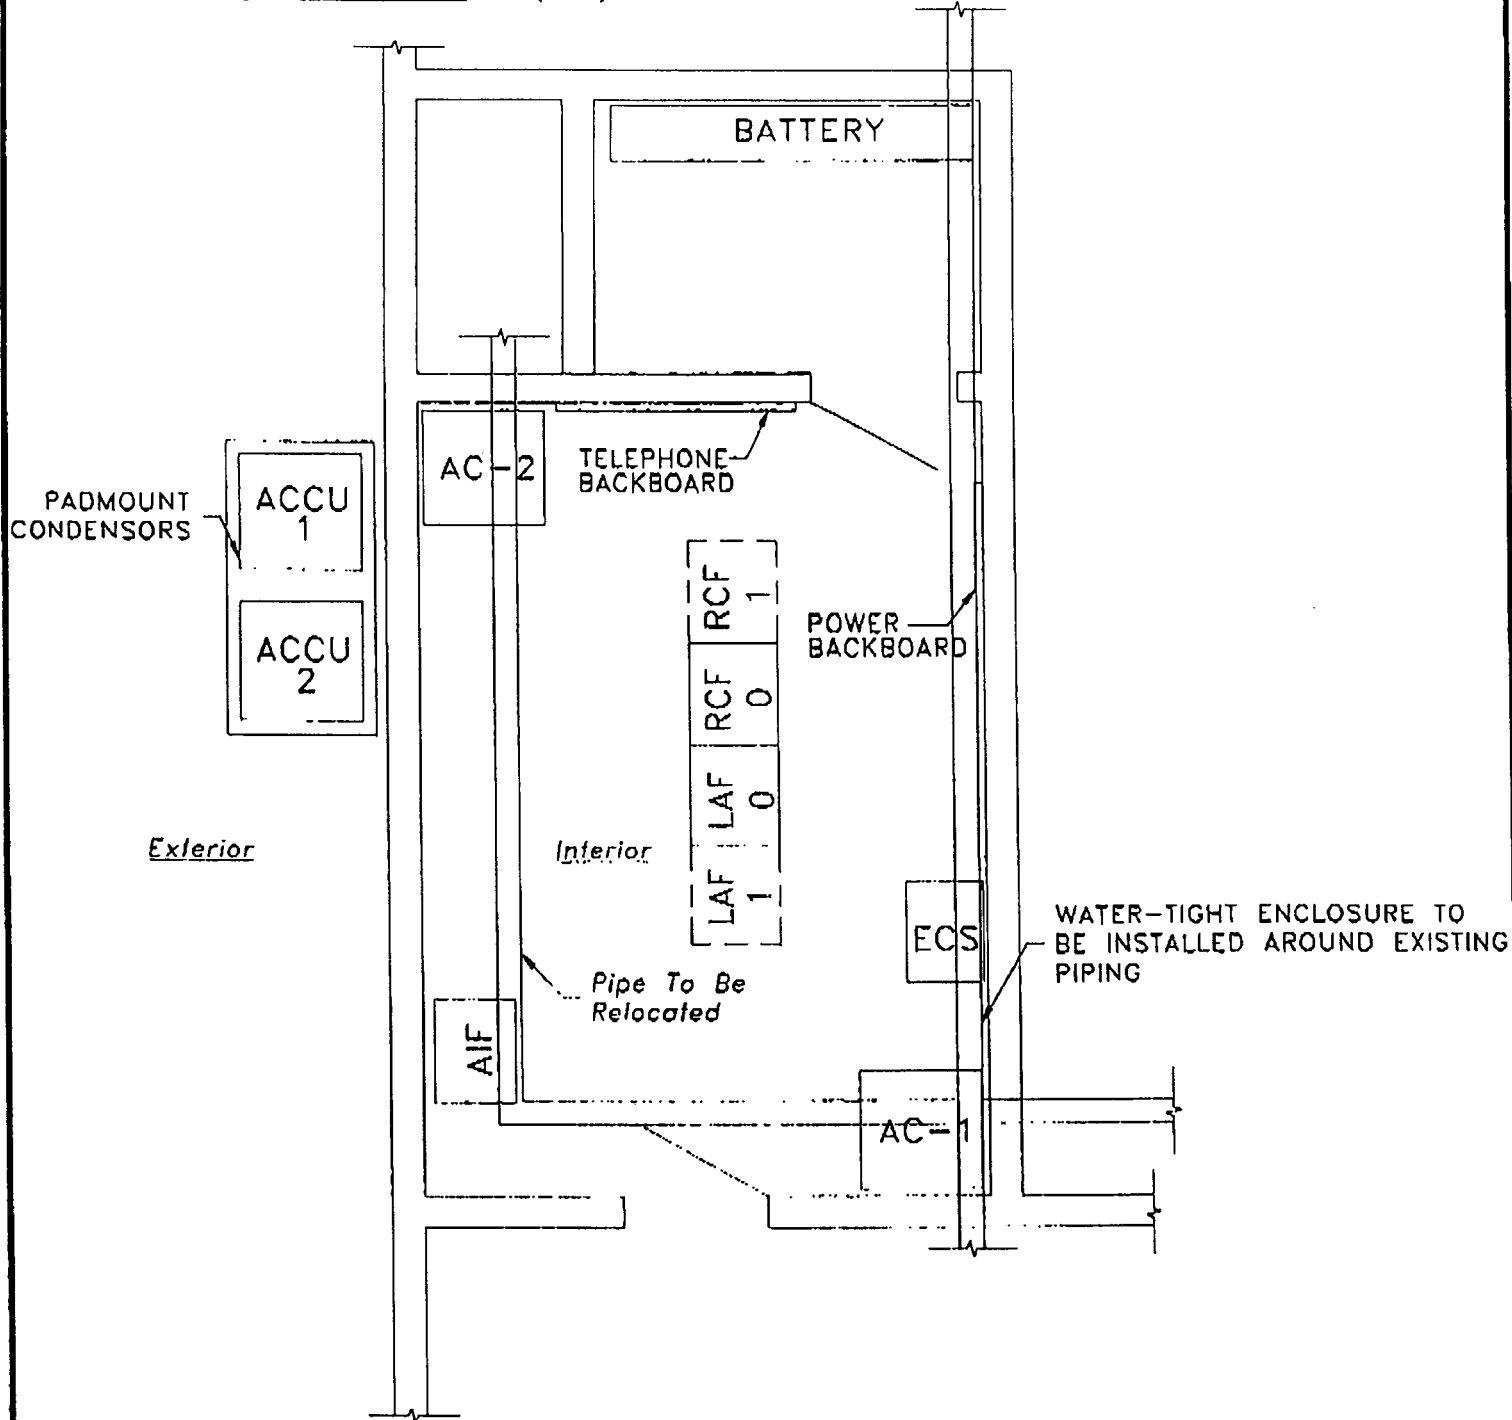 BATTERY
AC-2
TELEPHONE
BACKBOARD
PADMOUNT
CONDENSORS
ACCU
1
ACCU
2
RCF
1
RCF
0
LAF
0
LAF
1
POWER
BACKBOARD
Exterior
Interior
ECS
WATER-TIGHT ENCLOSURE TO
BE INSTALLED AROUND EXISTING
PIPING
Pipe To Be
Relocated
AIF
AC-1